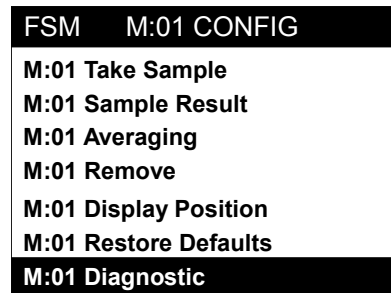 FSM M:01 CONFIG
M:01 Take Sample
M:01 Sample Result
M:01 Averaging
M:01 Remove
M:01 Display Position
M:01 Restore Defaults
M:01 Diagnostic